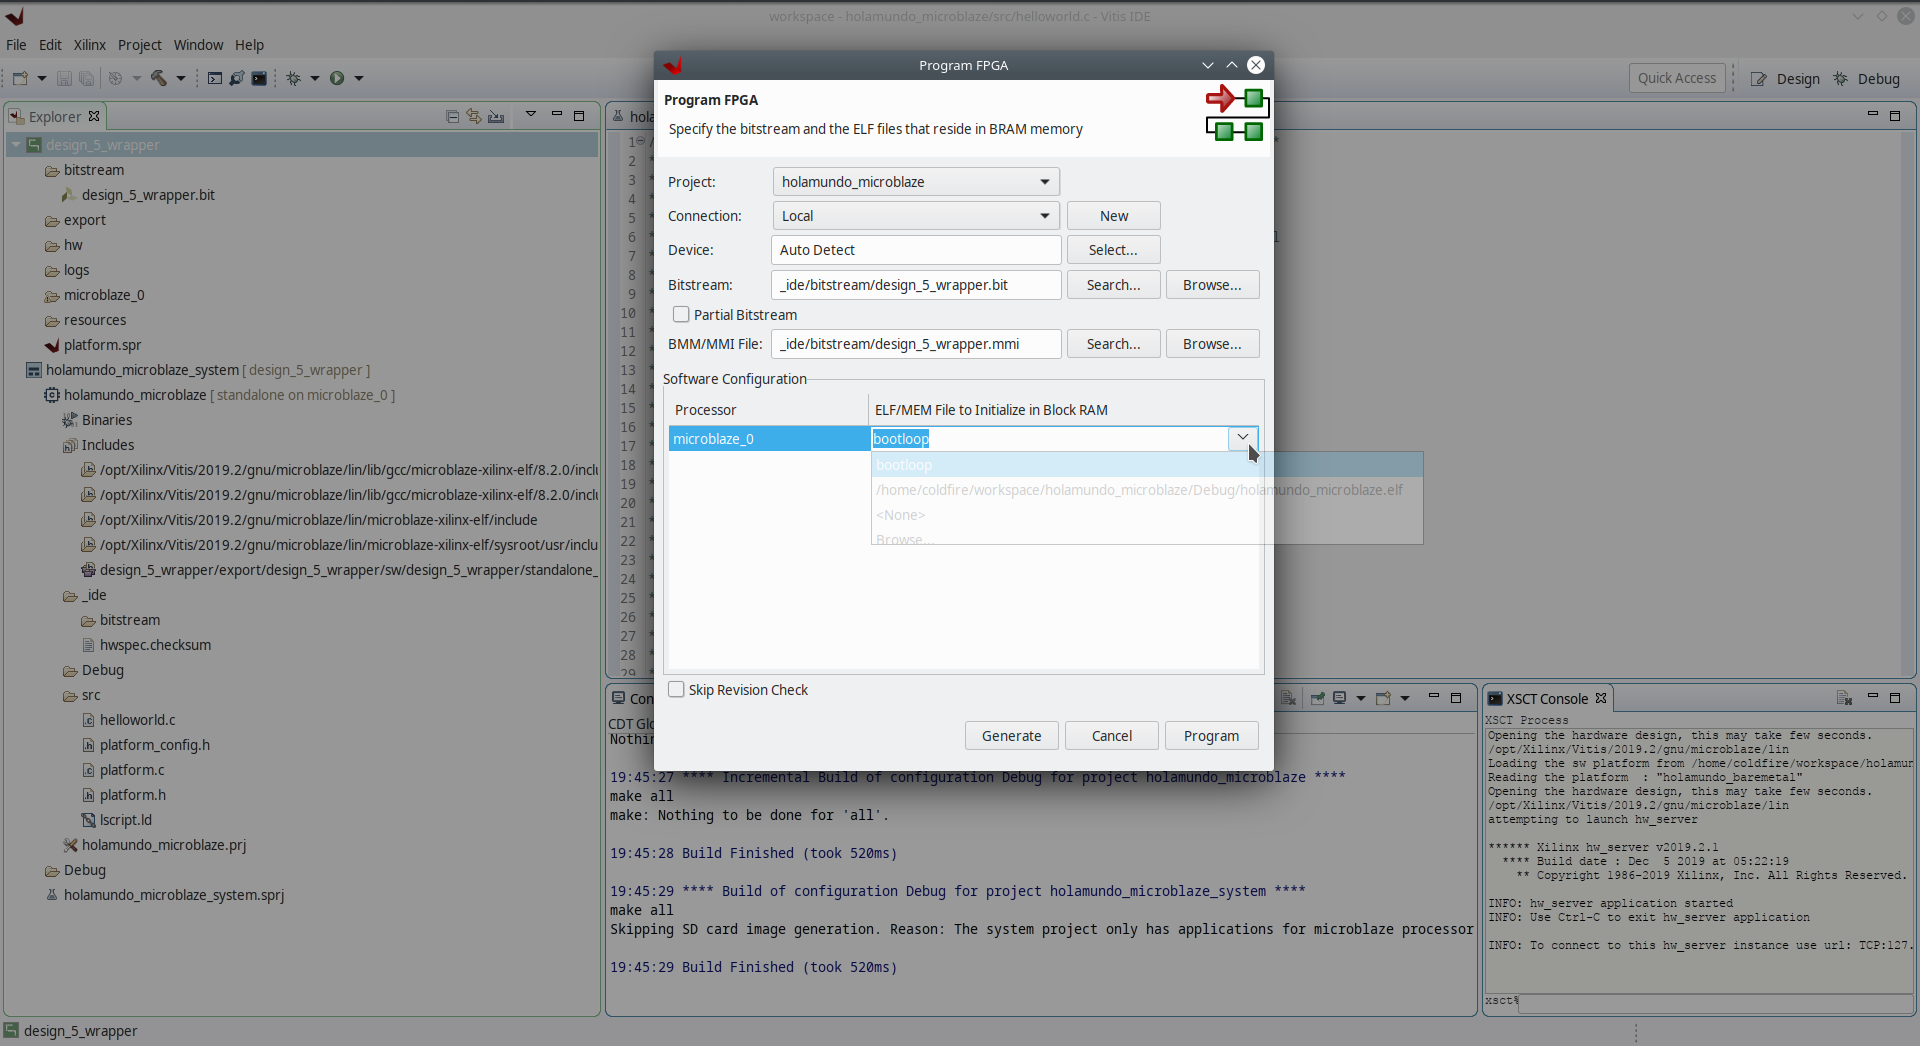 workspace - holamundo_microblaze/src/helloworld.c - Vitis IDE
File Edit Xilinx Project Window Help
Quick Access Design Debug
Explorer
design_5_wrapper
bitstream
design_5_wrapper.bit
export
hw
logs
microblaze_0
resources
platform.spr
holamundo_microblaze_system [ design_5_wrapper ]
holamundo_microblaze [ standalone on microblaze_0 ]
Binaries
Includes
/opt/Xilinx/Vitis/2019.2/gnu/microblaze/lin/lib/gcc/microblaze-xilinx-elf/8.2.0/inclu
/opt/Xilinx/Vitis/2019.2/gnu/microblaze/lin/lib/gcc/microblaze-xilinx-elf/8.2.0/inclu
/opt/Xilinx/Vitis/2019.2/gnu/microblaze/lin/microblaze-xilinx-elf/include
/opt/Xilinx/Vitis/2019.2/gnu/microblaze/lin/microblaze-xilinx-elf/sysroot/usr/inclu
design_5_wrapper/export/design_5_wrapper/sw/design_5_wrapper/standalone_
_ide
bitstream
hwspec.checksum
Debug
src
helloworld.c
platform_config.h
platform.c
platform.h
lscript.ld
holamundo_microblaze.prj
Debug
holamundo_microblaze_system.sprj
design_5_wrapper
hola
1 /
2 *
3 *
4 *
5 *
6 *
7 *
8 *
9 *
10 *
11 *
12 *
13 *
14 *
15 *
16 *
17 *
18 *
19 *
20 *
21 *
22 *
23 *
24 *
25 *
26 *
27 *
28 *
29
Program FPGA
Program FPGA
Specify the bitstream and the ELF files that reside in BRAM memory
Project: holamundo_microblaze
Connection: Local New
Device: Auto Detect Select...
Bitstream: _ide/bitstream/design_5_wrapper.bit Search... Browse...
Partial Bitstream
BMM/MMI File: _ide/bitstream/design_5_wrapper.mmi Search... Browse...
Software Configuration
Processor ELF/MEM File to Initialize in Block RAM
microblaze_0 bootloop
bootloop
/home/coldfire/workspace/holamundo_microblaze/Debug/holamundo_microblaze.elf
<None>
Browse...
Skip Revision Check
Generate Cancel Program
Con
CDT Glo
Nothin
19:45:27 **** Incremental Build of configuration Debug for project holamundo_microblaze ****
make all
make: Nothing to be done for 'all'.
19:45:28 Build Finished (took 520ms)
19:45:29 **** Build of configuration Debug for project holamundo_microblaze_system ****
make all
Skipping SD card image generation. Reason: The system project only has applications for microblaze processor
19:45:29 Build Finished (took 520ms)
XSCT Console
XSCT Process
Opening the hardware design, this may take few seconds.
/opt/Xilinx/Vitis/2019.2/gnu/microblaze/lin
Loading the sw platform from /home/coldfire/workspace/holamun
Reading the platform : "holamundo_baremetal"
Opening the hardware design, this may take few seconds.
/opt/Xilinx/Vitis/2019.2/gnu/microblaze/lin
attempting to launch hw_server
****** Xilinx hw_server v2019.2.1
**** Build date : Dec 5 2019 at 05:22:19
** Copyright 1986-2019 Xilinx, Inc. All Rights Reserved.
INFO: hw_server application started
INFO: Use Ctrl-C to exit hw_server application
INFO: To connect to this hw_server instance use url: TCP:127.
xsct%